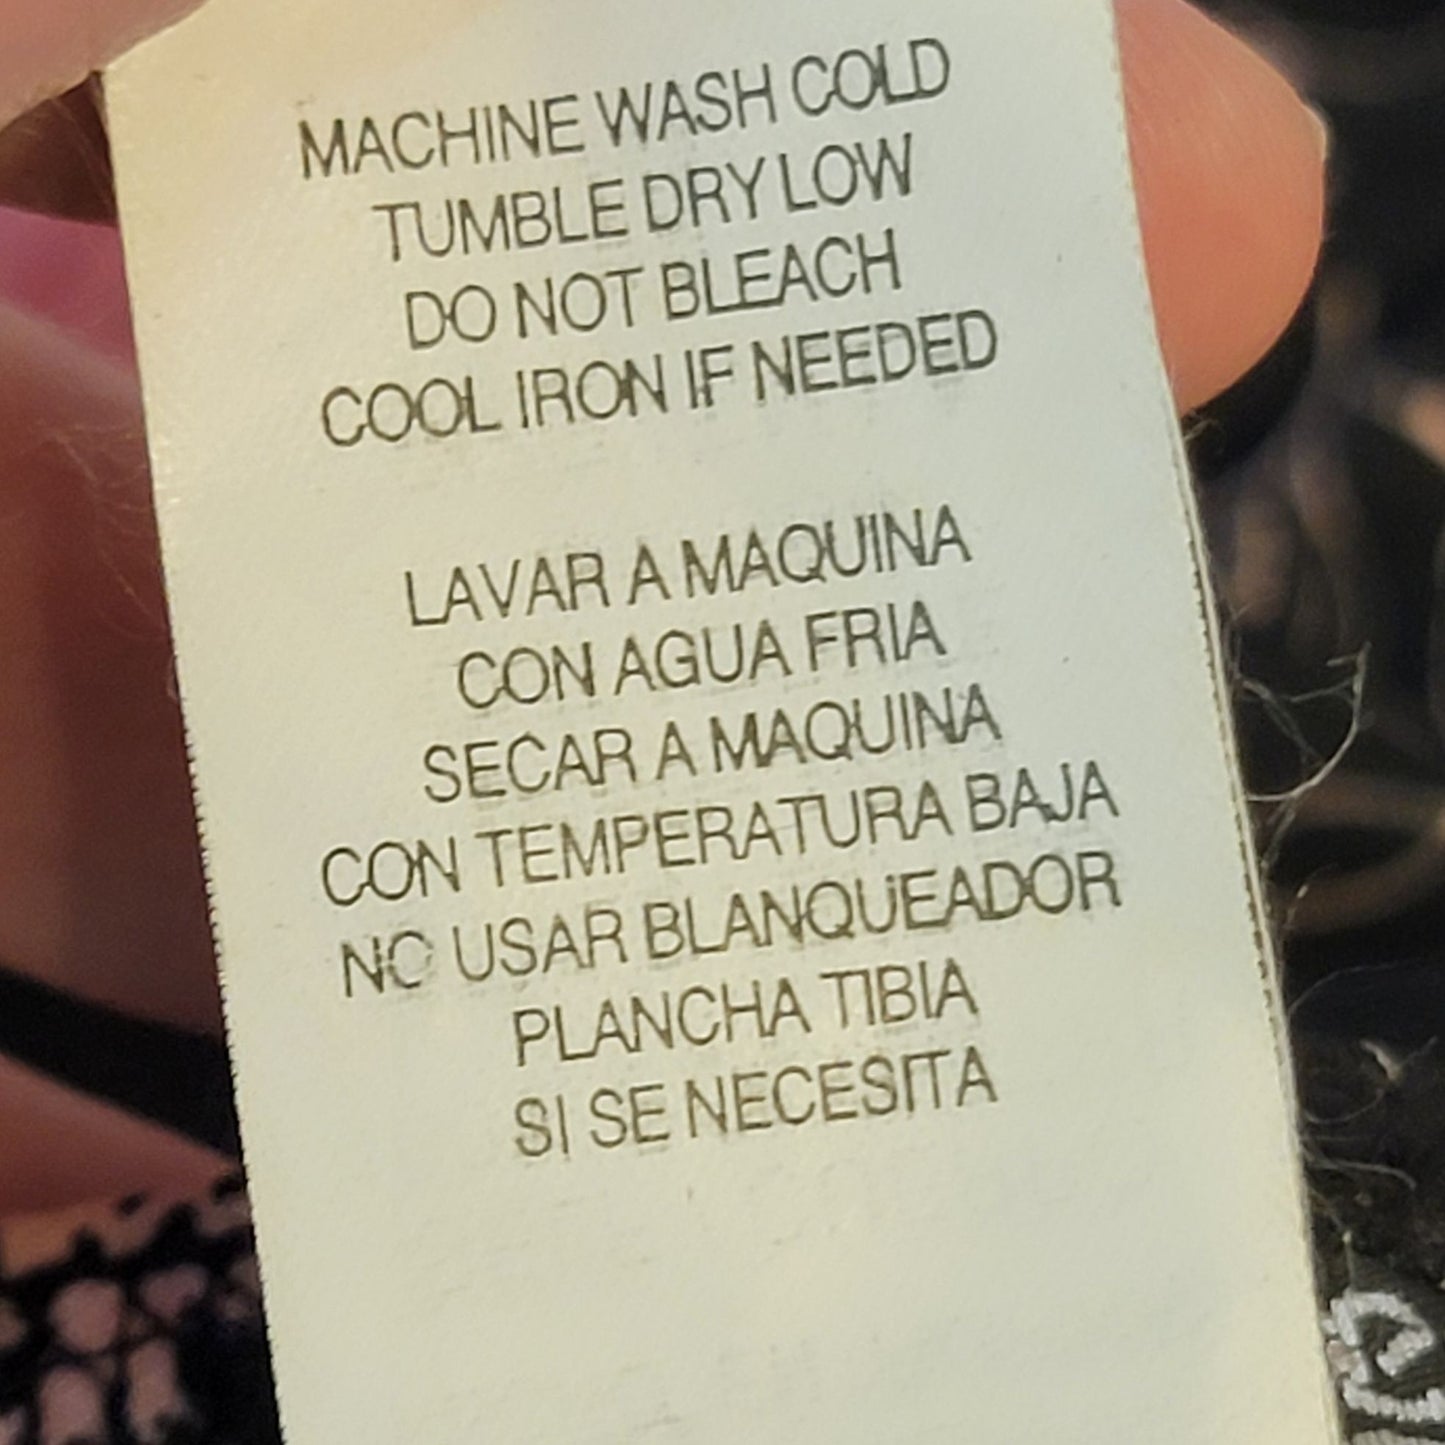 MACHINE WASH COLD
TUMBLE DRY LOW
DO NOT BLEACH
COOL IRON IF NEEDED
LAVAR A MAQUINA
CON AGUA FRIA
SECAR A MAQUINA
CON TEMPERATURA BAJA
NO USAR BLANQUEADOR
PLANCHA TIBIA
SI SE NECESITA